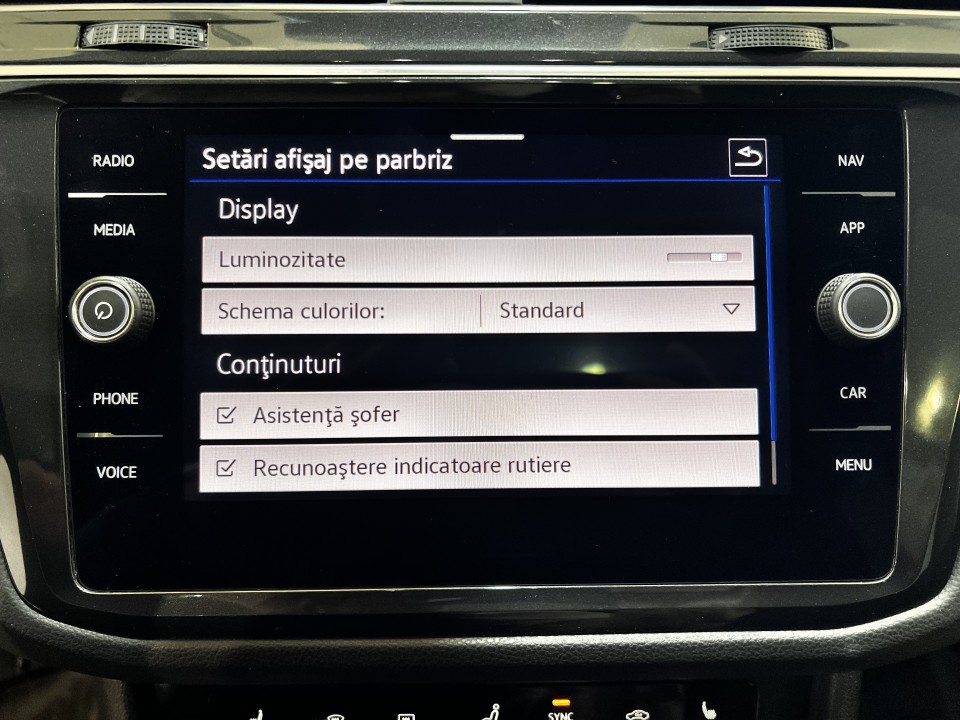 RADIO
MEDIA
PHONE
VOICE
Setări afişaj pe parbriz
Display
Luminozitate
Schema culorilor: Standard
Conţinuturi
Asistenţă şofer
Recunoaştere indicatoare rutiere
NAV
APP
CAR
MENU
SYNC